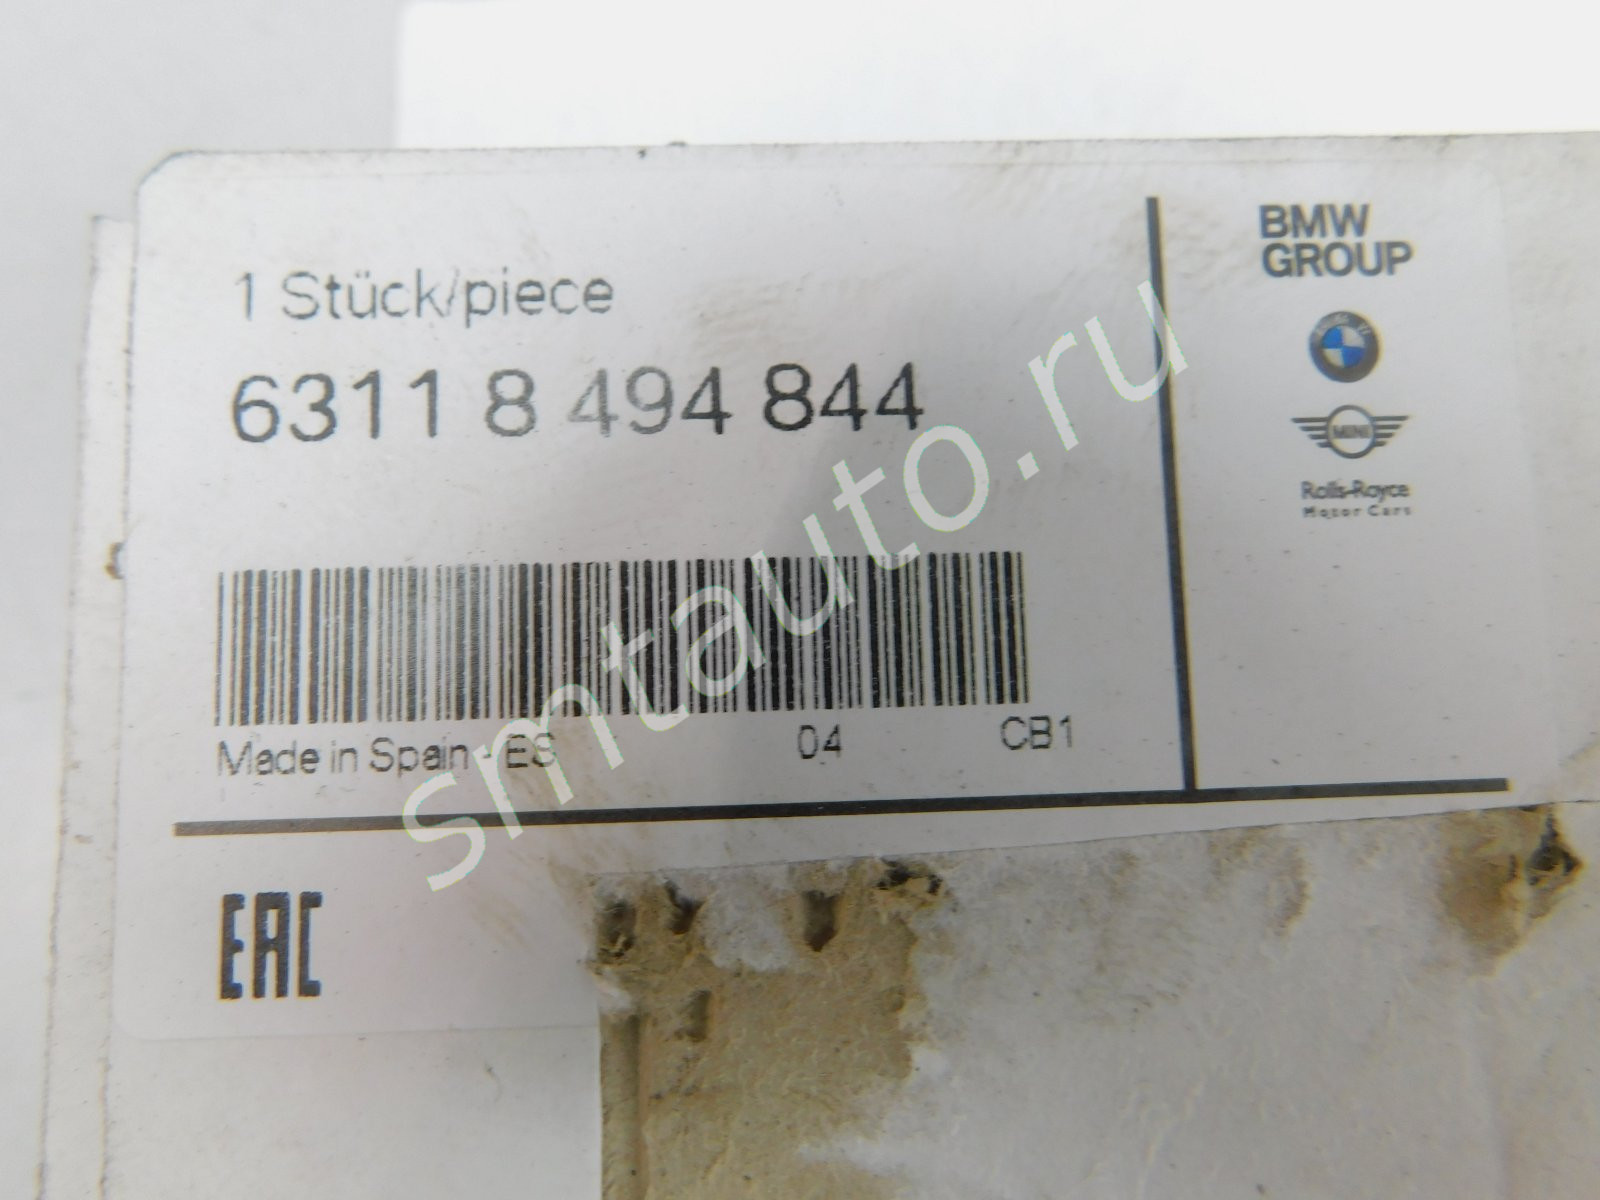 1 Stück/piece
6311 8 494 844
Made in Spain - ES 04 CB1
BMW
GROUP
MINI
Rolls-Royce
Motor Cars
EAC
smtauto.ru